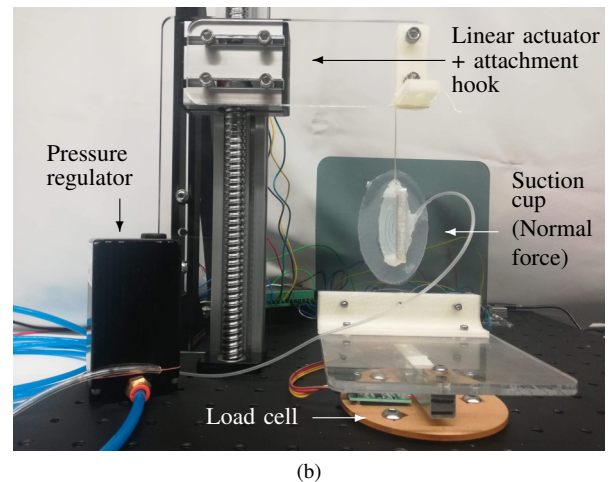 Linear actuator
+ attachment
hook
Pressure
regulator
Suction
cup
(Normal
force)
Load cell
(b)